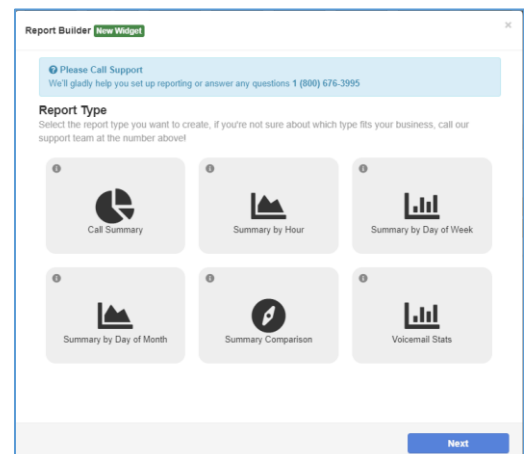 Report Builder New Widget
×
Please Call Support
We'll gladly help you set up reporting or answer any questions 1 (800) 676-3995
Report Type
Select the report type you want to create, if you're not sure about which type fits your business, call our
support team at the number above!
Call Summary
Summary by Hour
Summary by Day of Week
Summary by Day of Month
Summary Comparison
Voicemail Stats
Next